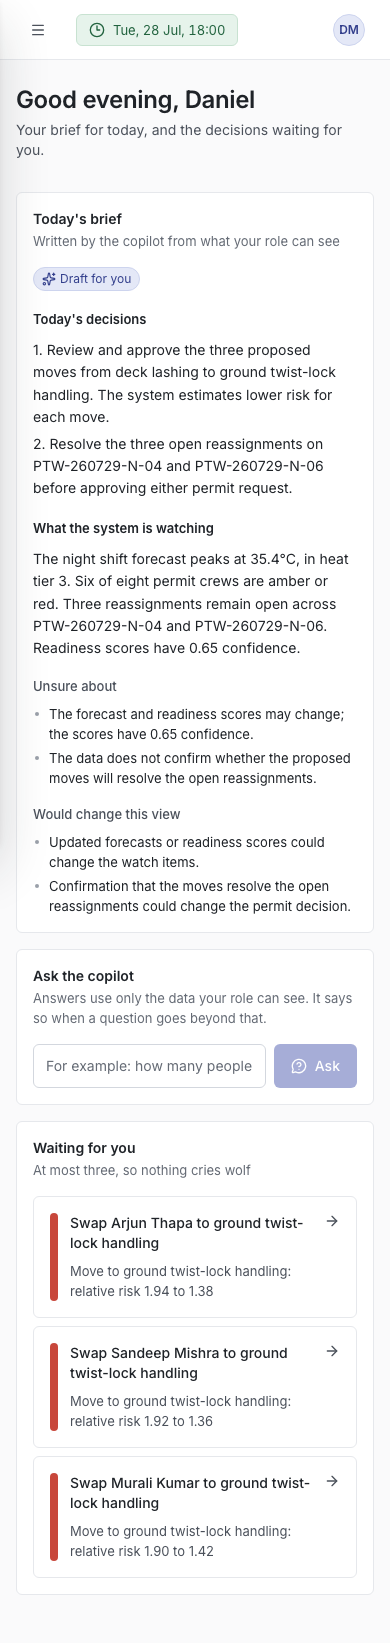 Tue, 28 Jul, 18:00
DM
Good evening, Daniel
Your brief for today, and the decisions waiting for
you.
Today's brief
Written by the copilot from what your role can see
Draft for you
Today's decisions
1. Review and approve the three proposed
moves from deck lashing to ground twist-lock
handling. The system estimates lower risk for
each move.
2. Resolve the three open reassignments on
PTW-260729-N-04 and PTW-260729-N-06
before approving either permit request.
What the system is watching
The night shift forecast peaks at 35.4°C, in heat
tier 3. Six of eight permit crews are amber or
red. Three reassignments remain open across
PTW-260729-N-04 and PTW-260729-N-06.
Readiness scores have 0.65 confidence.
Unsure about
• The forecast and readiness scores may change;
the scores have 0.65 confidence.
• The data does not confirm whether the proposed
moves will resolve the open reassignments.
Would change this view
• Updated forecasts or readiness scores could
change the watch items.
• Confirmation that the moves resolve the open
reassignments could change the permit decision.
Ask the copilot
Answers use only the data your role can see. It says
so when a question goes beyond that.
For example: how many people
Ask
Waiting for you
At most three, so nothing cries wolf
Swap Arjun Thapa to ground twist-
lock handling
Move to ground twist-lock handling:
relative risk 1.94 to 1.38
Swap Sandeep Mishra to ground
twist-lock handling
Move to ground twist-lock handling:
relative risk 1.92 to 1.36
Swap Murali Kumar to ground twist-
lock handling
Move to ground twist-lock handling:
relative risk 1.90 to 1.42